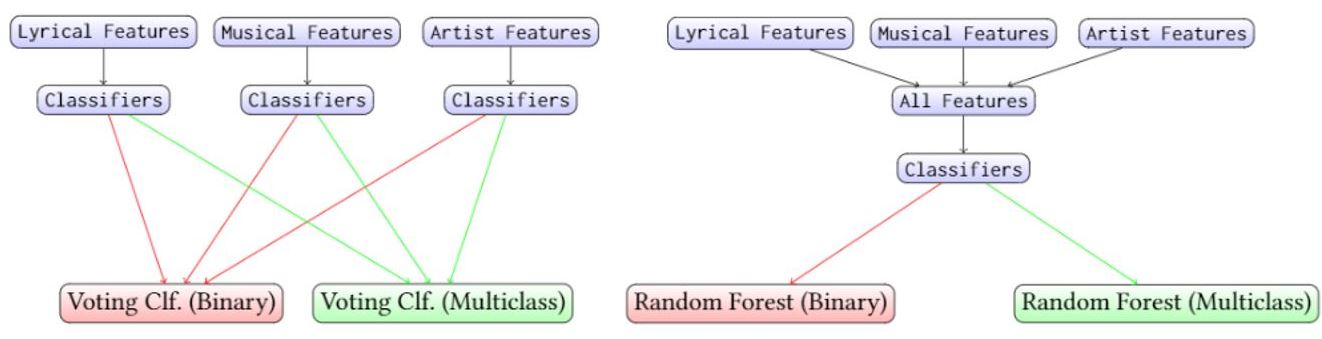 Lyrical Features
Musical Features
Artist Features
Classifiers
Classifiers
Classifiers
Voting Clf. (Binary)
Voting Clf. (Multiclass)
Lyrical Features
Musical Features
Artist Features
All Features
Classifiers
Random Forest (Binary)
Random Forest (Multiclass)